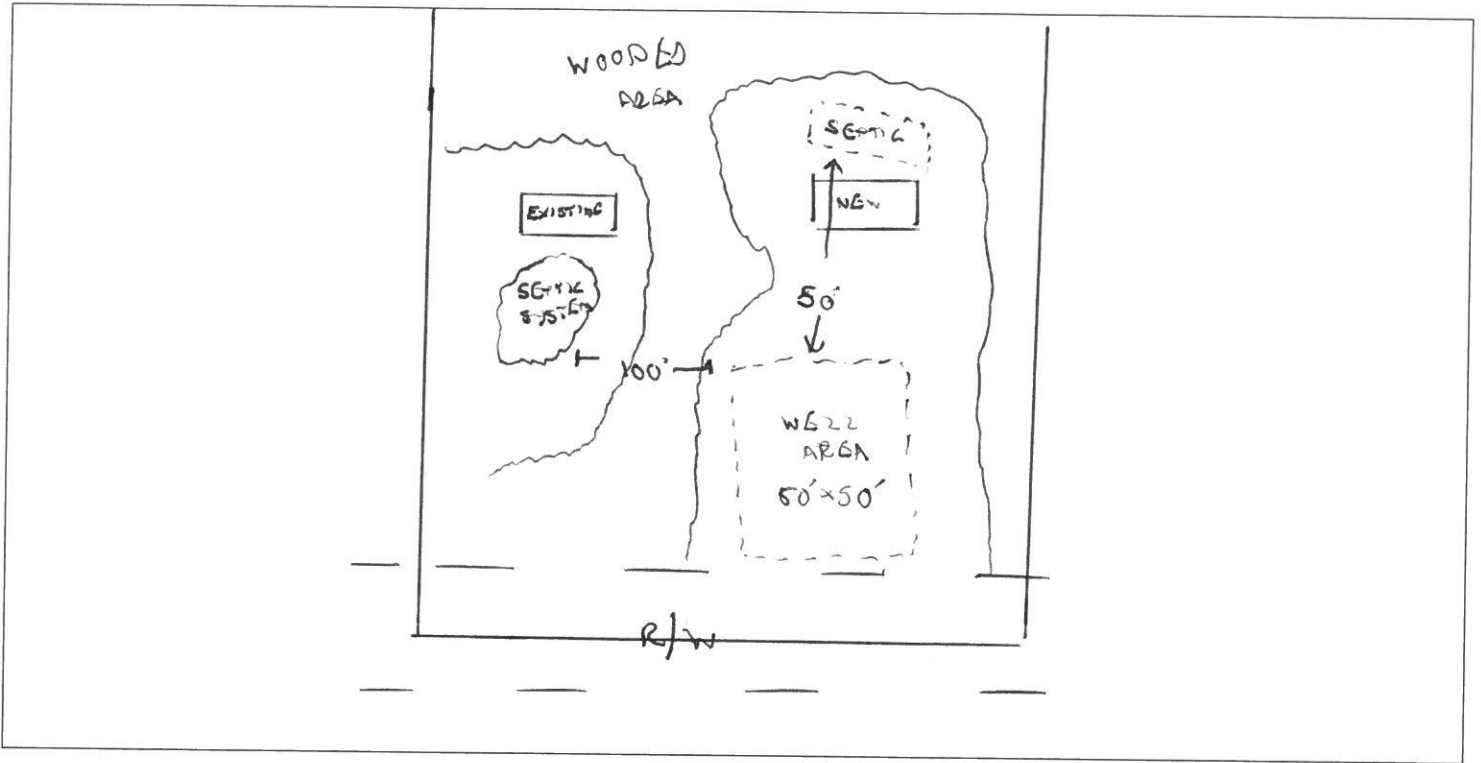 WOODED
AREA
SEPTIC
EXISTING
NEW
SEPTIC
SYSTEM
50'
100'
WELL
AREA
50'x50'
R/W